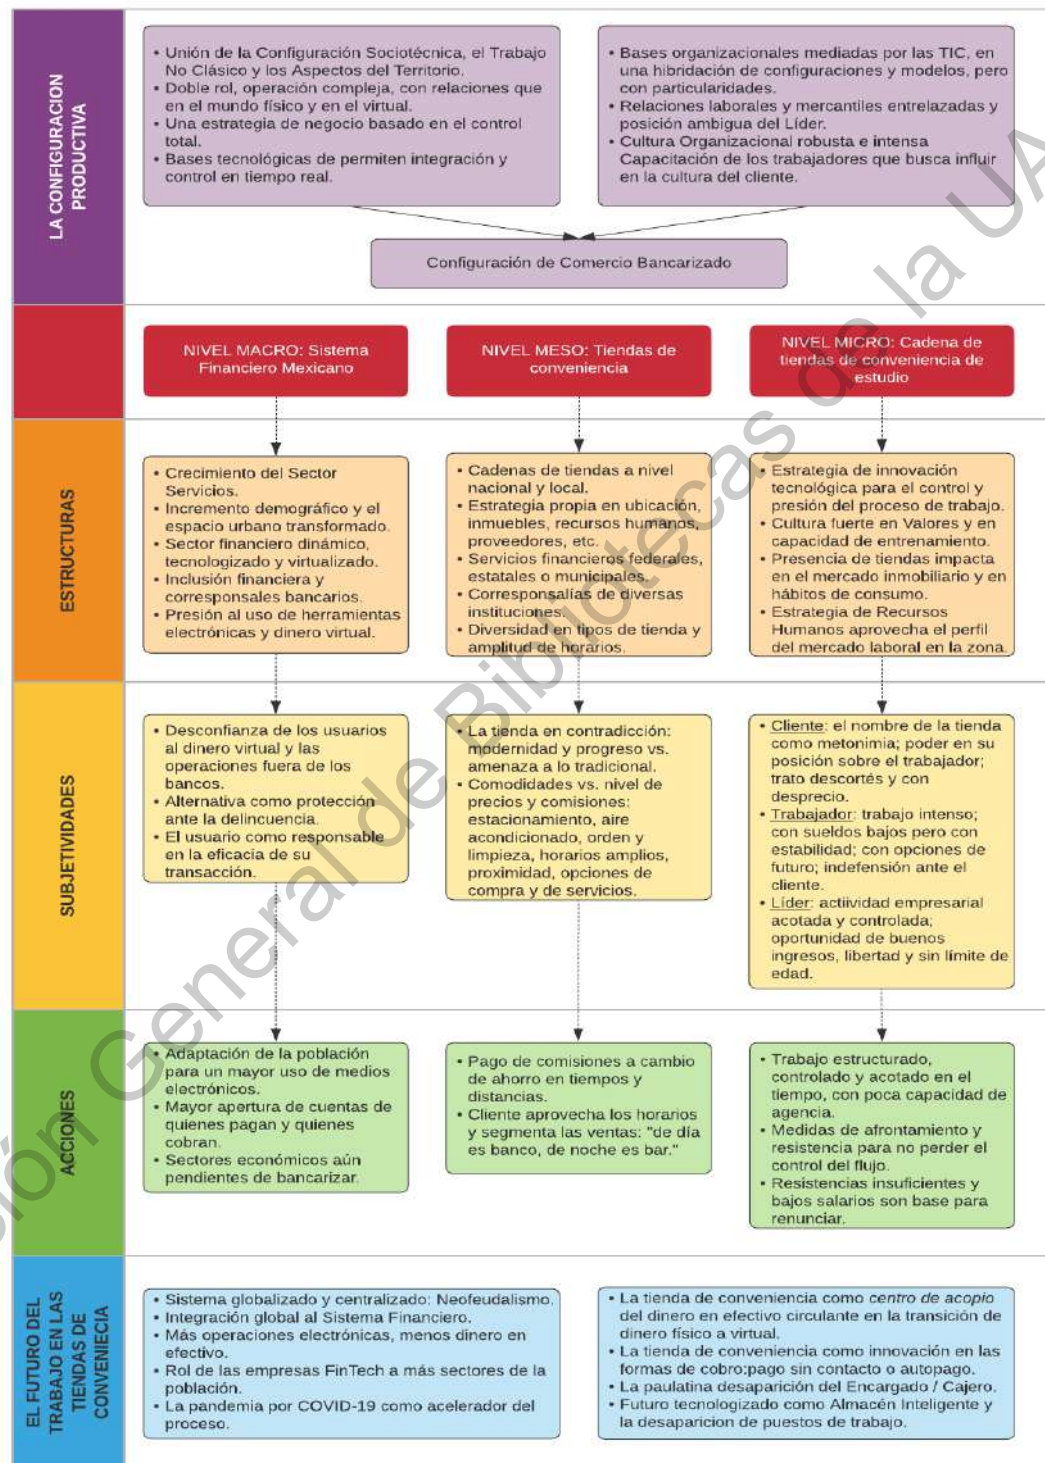 LA CONFIGURACION
PRODUCTIVA
• Unión de la Configuración Sociotécnica, el Trabajo
No Clásico y los Aspectos del Territorio.
• Doble rol, operación compleja, con relaciones que
en el mundo físico y en el virtual.
• Una estrategia de negocio basado en el control
total.
• Bases tecnológicas de permiten integración y
control en tiempo real.
• Bases organizacionales mediadas por las TIC, en
una hibridación de configuraciones y modelos, pero
con particularidades.
• Relaciones laborales y mercantiles entrelazadas y
posición ambigua del Líder.
• Cultura Organizacional robusta e intensa
Capacitación de los trabajadores que busca influir
en la cultura del cliente.
Configuración de Comercio Bancarizado
NIVEL MACRO: Sistema
Financiero Mexicano
NIVEL MESO: Tiendas de
conveniencia
NIVEL MICRO: Cadena de
tiendas de conveniencia de
estudio
ESTRUCTURAS
• Crecimiento del Sector
Servicios.
• Incremento demográfico y el
espacio urbano transformado.
• Sector financiero dinámico,
tecnologizado y virtualizado.
• Inclusión financiera y
corresponsales bancarios.
• Presión al uso de herramientas
electrónicas y dinero virtual.
• Cadenas de tiendas a nivel
nacional y local.
• Estrategia propia en ubicación,
inmuebles, recursos humanos,
proveedores, etc.
• Servicios financieros federales,
estatales o municipales.
• Corresponsalías de diversas
instituciones.
• Diversidad en tipos de tienda y
amplitud de horarios.
• Estrategia de innovación
tecnológica para el control y
presión del proceso de trabajo.
• Cultura fuerte en Valores y en
capacidad de entrenamiento.
• Presencia de tiendas impacta
en el mercado inmobiliario y en
hábitos de consumo.
• Estrategia de Recursos
Humanos aprovecha el perfil
del mercado laboral en la zona.
SUBJETIVIDADES
• Desconfianza de los usuarios
al dinero virtual y las
operaciones fuera de los
bancos.
• Alternativa como protección
ante la delincuencia.
• El usuario como responsable
en la eficacia de su
transacción.
• La tienda en contradicción:
modernidad y progreso vs.
amenaza a lo tradicional.
• Comodidades vs. nivel de
precios y comisiones:
estacionamiento, aire
acondicionado, orden y
limpieza, horarios amplios,
proximidad, opciones de
compra y de servicios.
• Cliente: el nombre de la tienda
como metonimia; poder en su
posición sobre el trabajador;
trato descortés y con
desprecio.
• Trabajador: trabajo intenso;
con sueldos bajos pero con
estabilidad; con opciones de
futuro; indefensión ante el
cliente.
• Líder: actiividad empresarial
acotada y controlada;
oportunidad de buenos
ingresos, libertad y sin límite de
edad.
ACCIONES
• Adaptación de la población
para un mayor uso de medios
electrónicos.
• Mayor apertura de cuentas de
quienes pagan y quienes
cobran.
• Sectores económicos aún
pendientes de bancarizar.
• Pago de comisiones a cambio
de ahorro en tiempos y
distancias.
• Cliente aprovecha los horarios
y segmenta las ventas: "de día
es banco, de noche es bar."
• Trabajo estructurado,
controlado y acotado en el
tiempo, con poca capacidad de
agencia.
• Medidas de afrontamiento y
resistencia para no perder el
control del flujo.
• Resistencias insuficientes y
bajos salarios son base para
renunciar.
EL FUTURO DEL
TRABAJO EN LAS
TIENDAS DE
CONVENIECIA
• Sistema globalizado y centralizado: Neofeudalismo.
• Integración global al Sistema Financiero.
• Más operaciones electrónicas, menos dinero en
efectivo.
• Rol de las empresas FinTech a más sectores de la
población.
• La pandemia por COVID-19 como acelerador del
proceso.
• La tienda de conveniencia como centro de acopio
del dinero en efectivo circulante en la transición de
dinero físico a virtual.
• La tienda de conveniencia como innovación en las
formas de cobro:pago sin contacto o autopago.
• La paulatina desaparición del Encargado / Cajero.
• Futuro tecnologizado como Almacén Inteligente y
la desaparicion de puestos de trabajo.
ción General de Bibliotecas de la UA